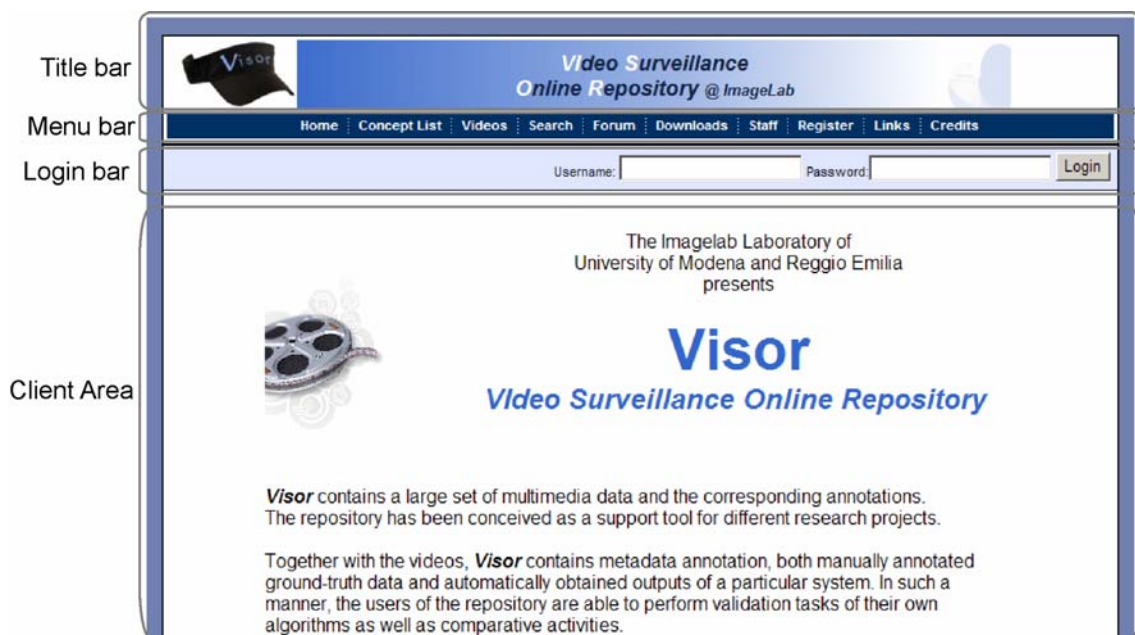 Title bar
Visor
VIdeo Surveillance
Online Repository @ ImageLab
Menu bar
Home Concept List Videos Search Forum Downloads Staff Register Links Credits
Login bar
Username: Password: Login
Client Area
The Imagelab Laboratory of
University of Modena and Reggio Emilia
presents
Visor
VIdeo Surveillance Online Repository
Visor contains a large set of multimedia data and the corresponding annotations.
The repository has been conceived as a support tool for different research projects.
Together with the videos, Visor contains metadata annotation, both manually annotated
ground-truth data and automatically obtained outputs of a particular system. In such a
manner, the users of the repository are able to perform validation tasks of their own
algorithms as well as comparative activities.